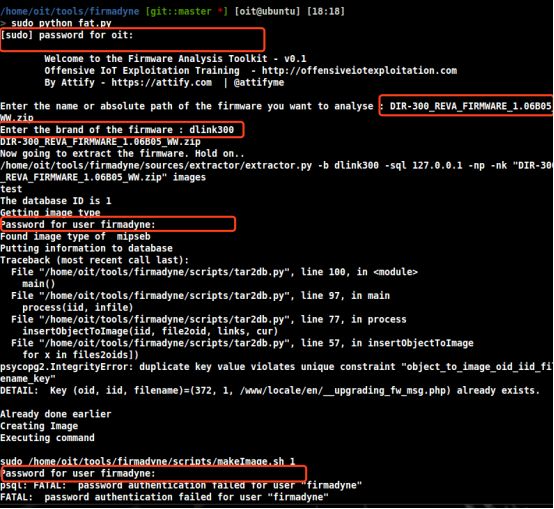 /home/oit/tools/firmadyne [git::master *] [oit@ubuntu] [18:18]
> sudo python fat.py
[sudo] password for oit:
Welcome to the Firmware Analysis Toolkit - v0.1
Offensive IoT Exploitation Training  - http://offensiveiotexploitation.com
By Attify - https://attify.com  | @attifyme
Enter the name or absolute path of the firmware you want to analyse : DIR-300_REVA_FIRMWARE_1.06B05_
WW.zip
Enter the brand of the firmware : dlink300
DIR-300_REVA_FIRMWARE_1.06B05_WW.zip
Now going to extract the firmware. Hold on..
/home/oit/tools/firmadyne/sources/extractor/extractor.py -b dlink300 -sql 127.0.0.1 -np -nk "DIR-300
_REVA_FIRMWARE_1.06B05_WW.zip" images
test
The database ID is 1
Getting image type
Password for user firmadyne:
Found image type of  mipseb
Putting information to database
Traceback (most recent call last):
File "/home/oit/tools/firmadyne/scripts/tar2db.py", line 100, in <module>
main()
File "/home/oit/tools/firmadyne/scripts/tar2db.py", line 97, in main
process(iid, infile)
File "/home/oit/tools/firmadyne/scripts/tar2db.py", line 77, in process
insertObjectToImage(iid, file2oid, links, cur)
File "/home/oit/tools/firmadyne/scripts/tar2db.py", line 57, in insertObjectToImage
for x in files2oids])
psycopg2.IntegrityError: duplicate key value violates unique constraint "object_to_image_oid_iid_fil
ename_key"
DETAIL:  Key (oid, iid, filename)=(372, 1, /www/locale/en/__upgrading_fw_msg.php) already exists.
Already done earlier
Creating Image
Executing command
sudo /home/oit/tools/firmadyne/scripts/makeImage.sh 1
Password for user firmadyne:
psql: FATAL:  password authentication failed for user "firmadyne"
FATAL:  password authentication failed for user "firmadyne"